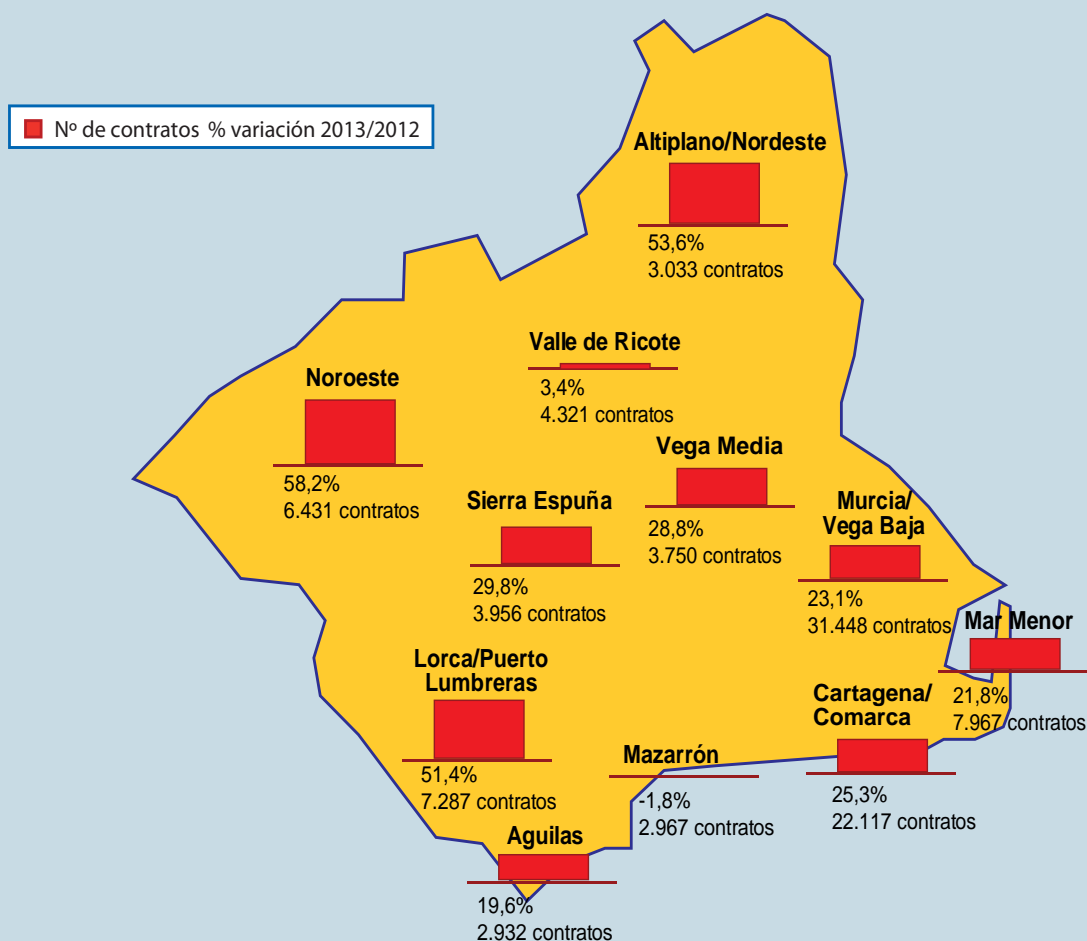 Nº de contratos % variación 2013/2012
Altiplano/Nordeste
53,6%
3.033 contratos
Valle de Ricote
3,4%
4.321 contratos
Noroeste
58,2%
6.431 contratos
Vega Media
28,8%
3.750 contratos
Sierra Espuña
29,8%
3.956 contratos
Murcia/
Vega Baja
23,1%
31.448 contratos
Mar Menor
21,8%
7.967 contratos
Lorca/Puerto
Lumbreras
51,4%
7.287 contratos
Cartagena/
Comarca
25,3%
22.117 contratos
Mazarrón
-1,8%
2.967 contratos
Aguilas
19,6%
2.932 contratos